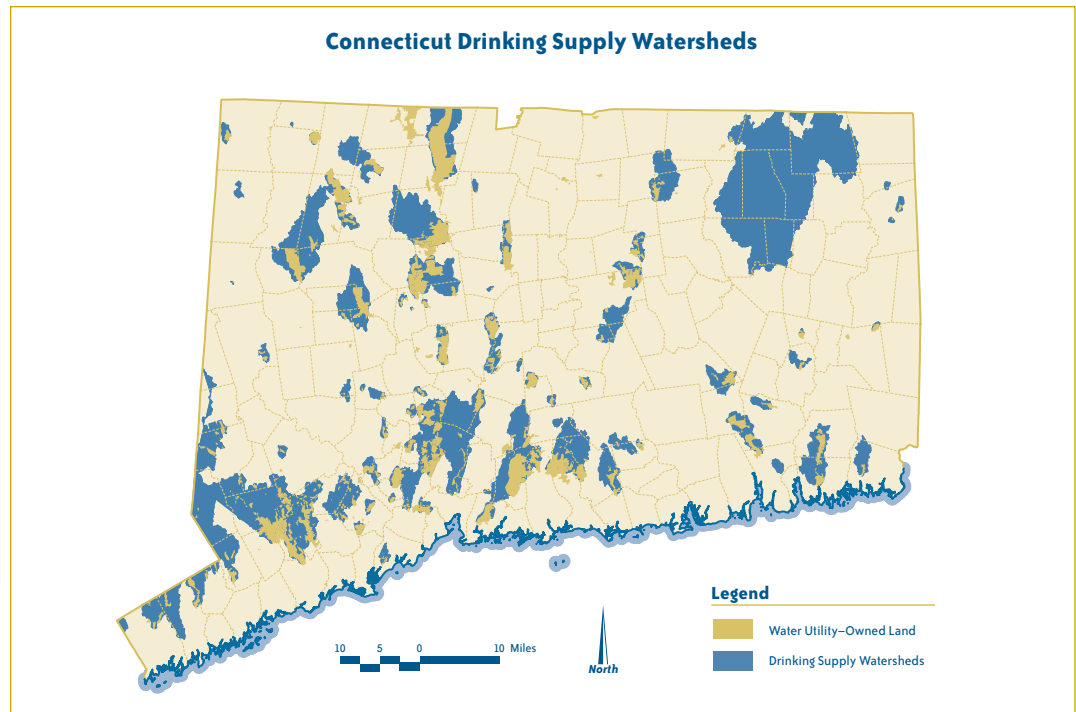 Connecticut Drinking Supply Watersheds
Legend
Water Utility–Owned Land
Drinking Supply Watersheds
10 5 0 10 Miles
North